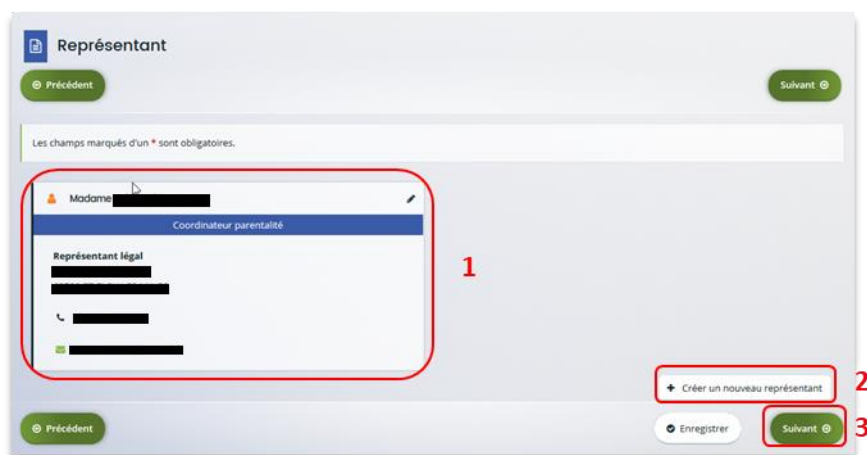 Représentant
Précédent
Suivant
Les champs marqués d'un * sont obligatoires.
Madame
Coordinateur parentalité
Représentant légal
1
+ Créer un nouveau représentant
2
Précédent
Enregistrer
Suivant
3